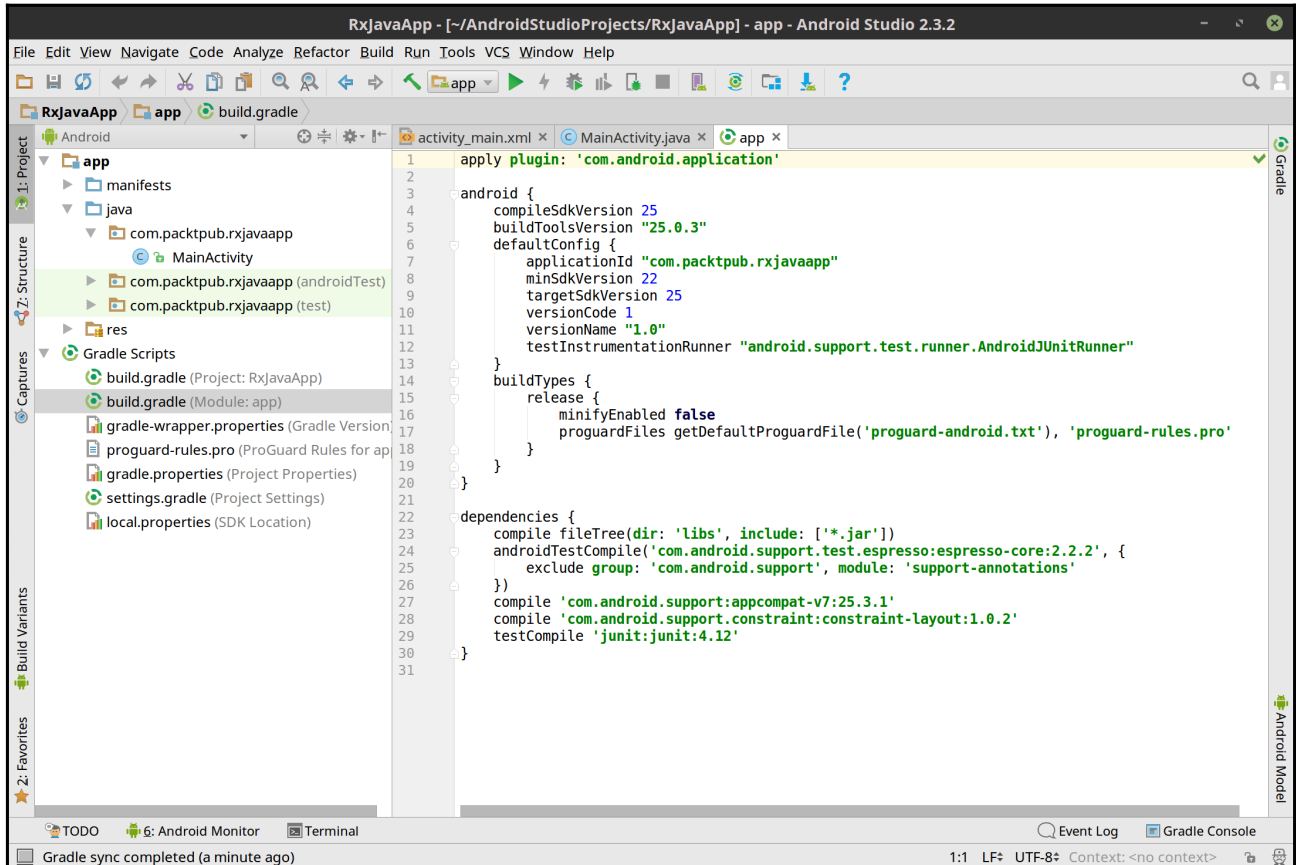 RxJavaApp - [~/AndroidStudioProjects/RxJavaApp] - app - Android Studio 2.3.2
File Edit View Navigate Code Analyze Refactor Build Run Tools VCS Window Help
app
?
RxJavaApp app build.gradle
Android
activity_main.xml × C MainActivity.java × app ×
1: Project
7: Structure
Captures
Build Variants
2: Favorites
app
manifests
java
com.packtpub.rxjavaapp
C MainActivity
com.packtpub.rxjavaapp (androidTest)
com.packtpub.rxjavaapp (test)
res
Gradle Scripts
build.gradle (Project: RxJavaApp)
build.gradle (Module: app)
gradle-wrapper.properties (Gradle Version
proguard-rules.pro (ProGuard Rules for ap
gradle.properties (Project Properties)
settings.gradle (Project Settings)
local.properties (SDK Location)
1 apply plugin: 'com.android.application'
2
3 android {
4 compileSdkVersion 25
5 buildToolsVersion "25.0.3"
6 defaultConfig {
7 applicationId "com.packtpub.rxjavaapp"
8 minSdkVersion 22
9 targetSdkVersion 25
10 versionCode 1
11 versionName "1.0"
12 testInstrumentationRunner "android.support.test.runner.AndroidJUnitRunner"
13 }
14 buildTypes {
15 release {
16 minifyEnabled false
17 proguardFiles getDefaultProguardFile('proguard-android.txt'), 'proguard-rules.pro'
18 }
19 }
20 }
21
22 dependencies {
23 compile fileTree(dir: 'libs', include: ['*.jar'])
24 androidTestCompile('com.android.support.test.espresso:espresso-core:2.2.2', {
25 exclude group: 'com.android.support', module: 'support-annotations'
26 })
27 compile 'com.android.support:appcompat-v7:25.3.1'
28 compile 'com.android.support.constraint:constraint-layout:1.0.2'
29 testCompile 'junit:junit:4.12'
30 }
31
Gradle
Android Model
TODO 6: Android Monitor Terminal Event Log Gradle Console
Gradle sync completed (a minute ago) 1:1 LF UTF-8 Context: <no context>